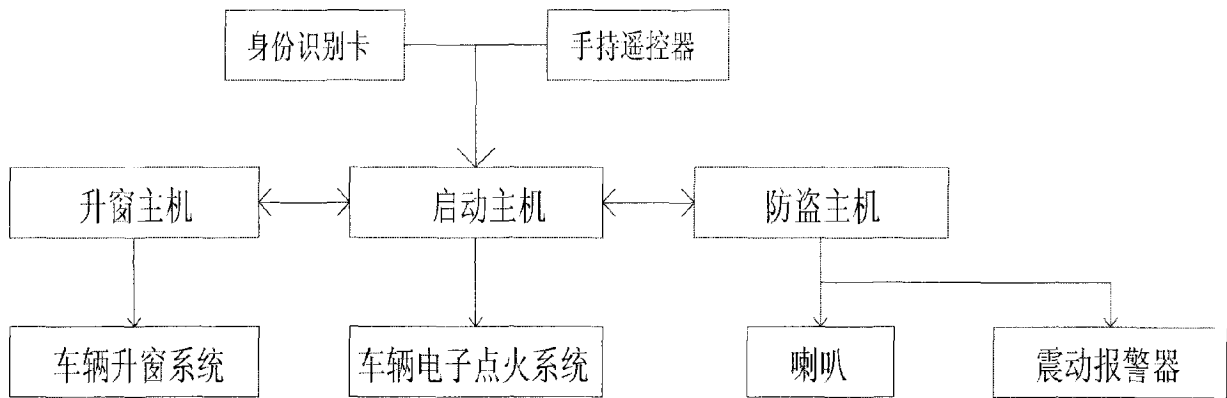 身份识别卡
手持遥控器
升窗主机
启动主机
防盗主机
车辆升窗系统
车辆电子点火系统
喇叭
震动报警器